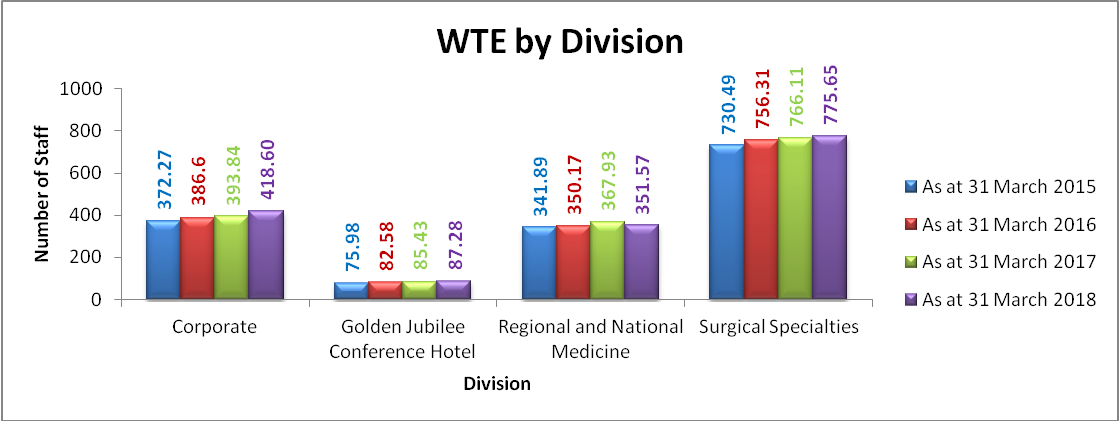 WTE by Division
Number of Staff
1000
800
600
400
200
0
372.27
386.6
393.84
418.60
75.98
82.58
85.43
87.28
341.89
350.17
367.93
351.57
730.49
756.31
766.11
775.65
Corporate
Golden Jubilee
Conference Hotel
Regional and National
Medicine
Surgical Specialties
Division
As at 31 March 2015
As at 31 March 2016
As at 31 March 2017
As at 31 March 2018